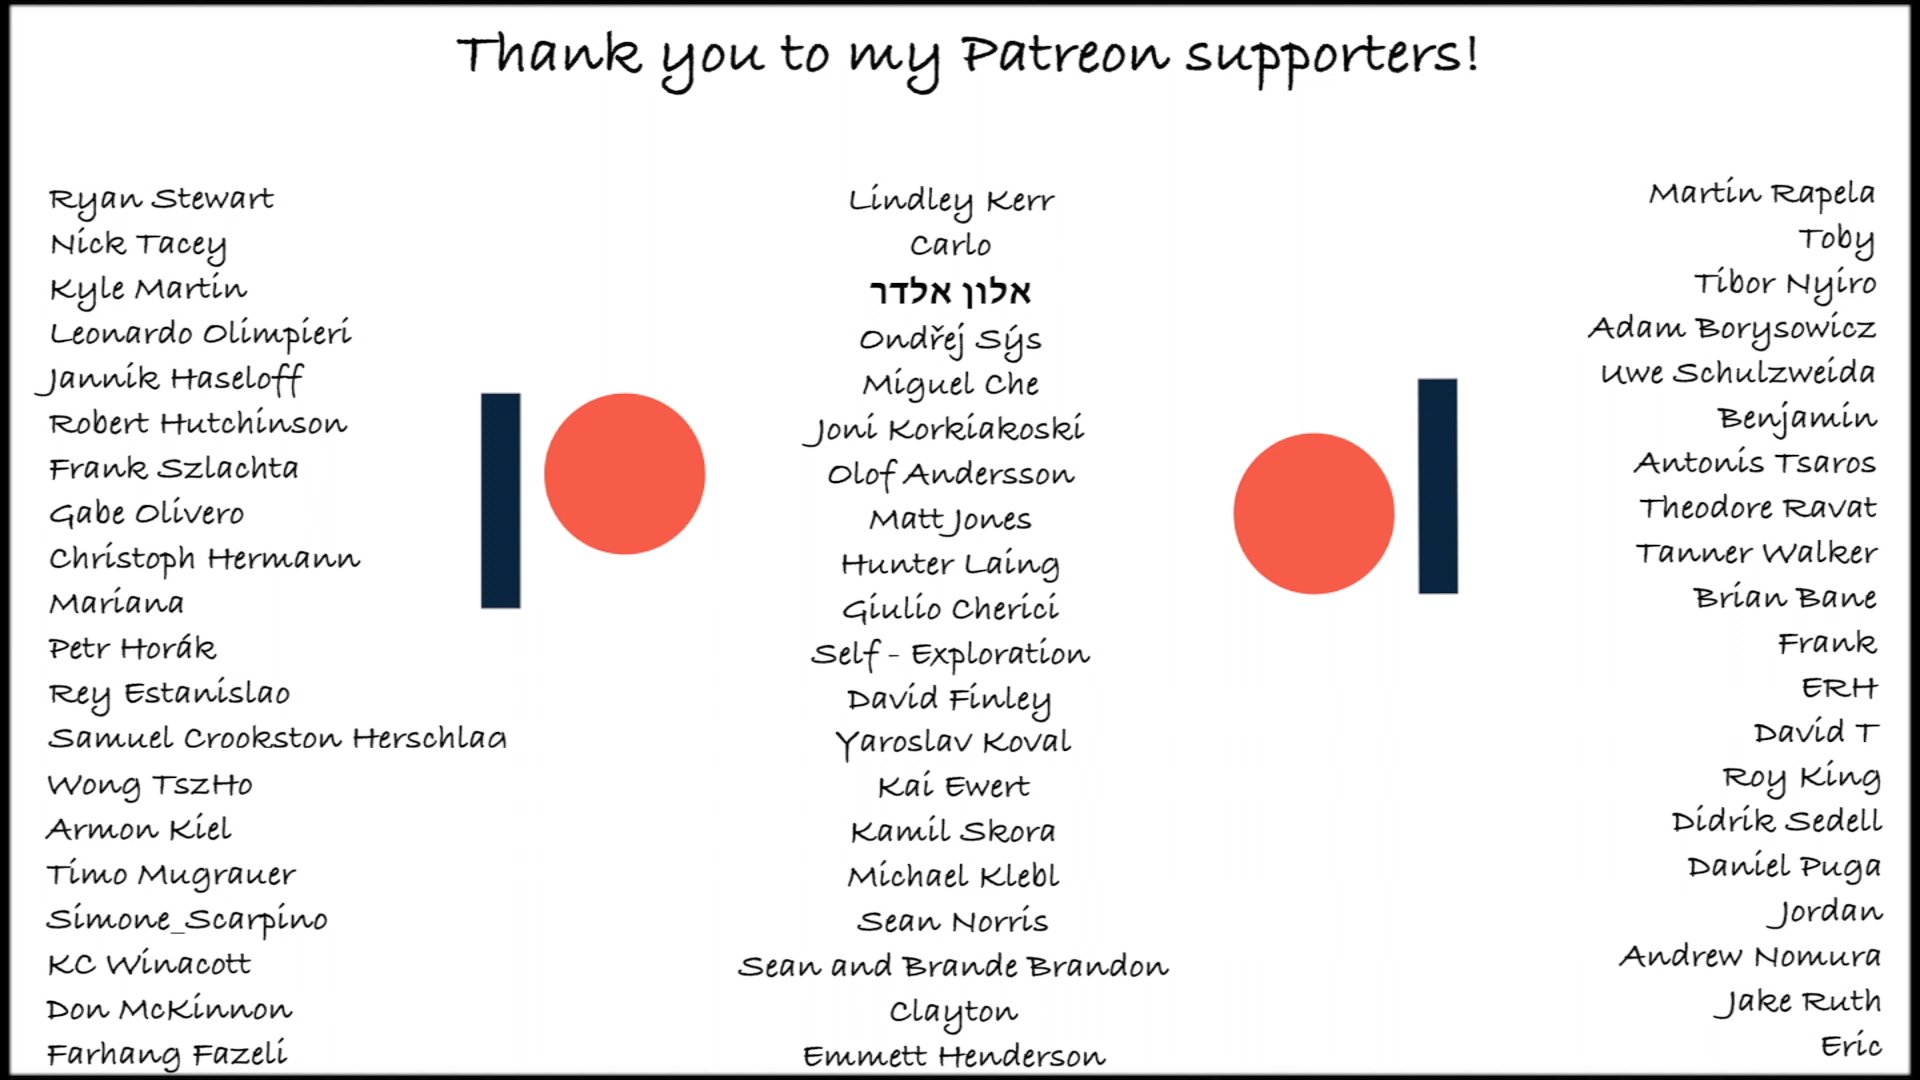 Thank you to my Patreon supporters!
Ryan Stewart
Nick Tacey
Kyle Martin
Leonardo Olimpieri
Jannik Haseloff
Robert Hutchinson
Frank Szlachta
Gabe Olivero
Christoph Hermann
Mariana
Petr Horák
Rey Estanislao
Samuel Crookston Herschlag
Wong TszHo
Armon Kiel
Timo Mugrauer
Simone_Scarpino
KC Winacott
Don McKinnon
Farhang Fazeli
Lindley Kerr
Carlo
אלון אלדר
Ondřej Sýs
Miguel Che
Joni Korkiakoski
Olof Andersson
Matt Jones
Hunter Laing
Giulio Cherici
Self - Exploration
David Finley
Yaroslav Koval
Kai Ewert
Kamil Skora
Michael Klebl
Sean Norris
Sean and Brande Brandon
Clayton
Emmett Henderson
Martin Rapela
Toby
Tibor Nyiro
Adam Borysowicz
Uwe Schulzweida
Benjamin
Antonis Tsaros
Theodore Ravat
Tanner Walker
Brian Bane
Frank
ERH
David T
Roy King
Didrik Sedell
Daniel Puga
Jordan
Andrew Nomura
Jake Ruth
Eric